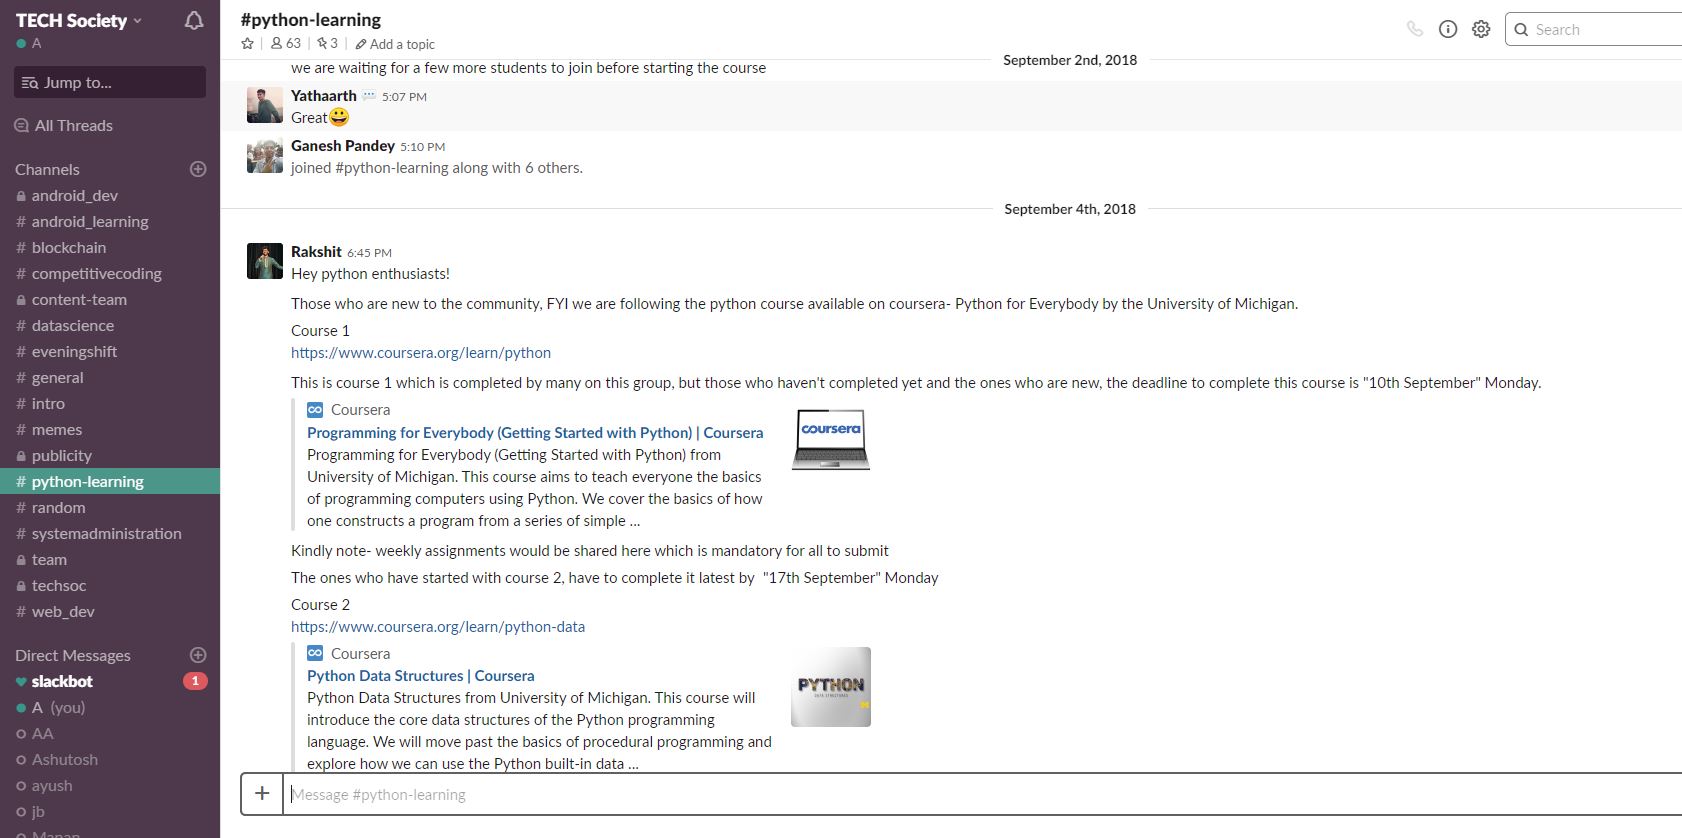 TECH Society
A
Jump to...
All Threads
Channels
android_dev
# android_learning
# blockchain
# competitivecoding
content-team
# datascience
# eveningshift
# general
# intro
# memes
publicity
# python-learning
# random
# systemadministration
team
techsoc
# web_dev
Direct Messages
slackbot 1
A (you)
AA
Ashutosh
ayush
jb
Manan
#python-learning
63 | 3 | Add a topic
Search
September 2nd, 2018
we are waiting for a few more students to join before starting the course
Yathaarth 5:07 PM
Great😀
Ganesh Pandey 5:10 PM
joined #python-learning along with 6 others.
September 4th, 2018
Rakshit 6:45 PM
Hey python enthusiasts!
Those who are new to the community, FYI we are following the python course available on coursera- Python for Everybody by the University of Michigan.
Course 1
https://www.coursera.org/learn/python
This is course 1 which is completed by many on this group, but those who haven't completed yet and the ones who are new, the deadline to complete this course is "10th September" Monday.
Coursera
Programming for Everybody (Getting Started with Python) | Coursera
Programming for Everybody (Getting Started with Python) from
University of Michigan. This course aims to teach everyone the basics
of programming computers using Python. We cover the basics of how
one constructs a program from a series of simple ...
coursera
Kindly note- weekly assignments would be shared here which is mandatory for all to submit
The ones who have started with course 2, have to complete it latest by "17th September" Monday
Course 2
https://www.coursera.org/learn/python-data
Coursera
Python Data Structures | Coursera
Python Data Structures from University of Michigan. This course will
introduce the core data structures of the Python programming
language. We will move past the basics of procedural programming and
explore how we can use the Python built-in data ...
PYTHON
DATA STRUCTURES
M
Message #python-learning